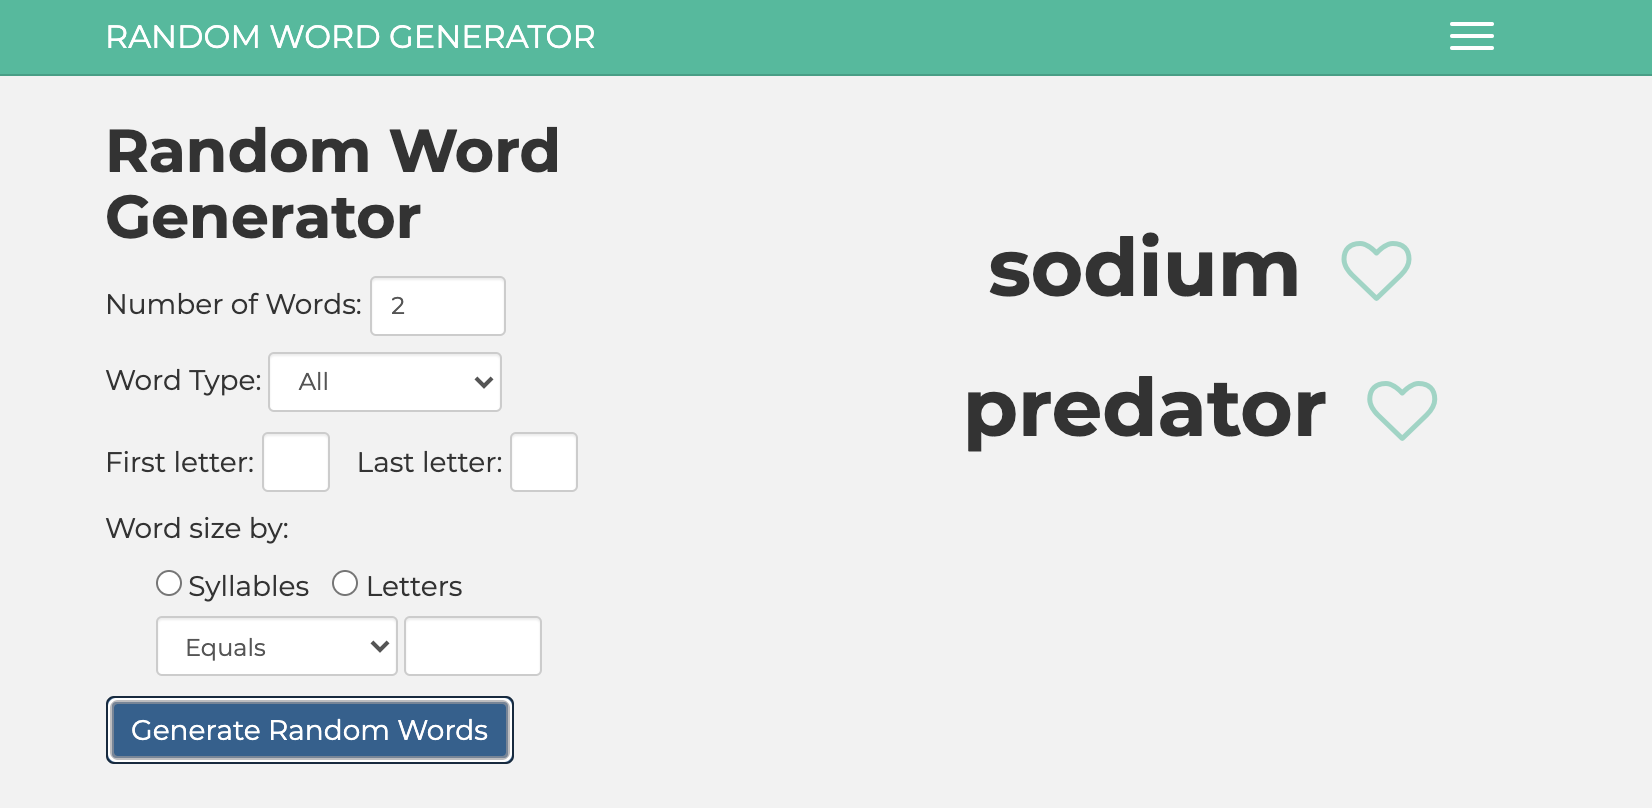 RANDOM WORD GENERATOR
Random Word
Generator
Number of Words: 2
Word Type: All
First letter: Last letter:
Word size by:
Syllables Letters
Equals
Generate Random Words
sodium
predator